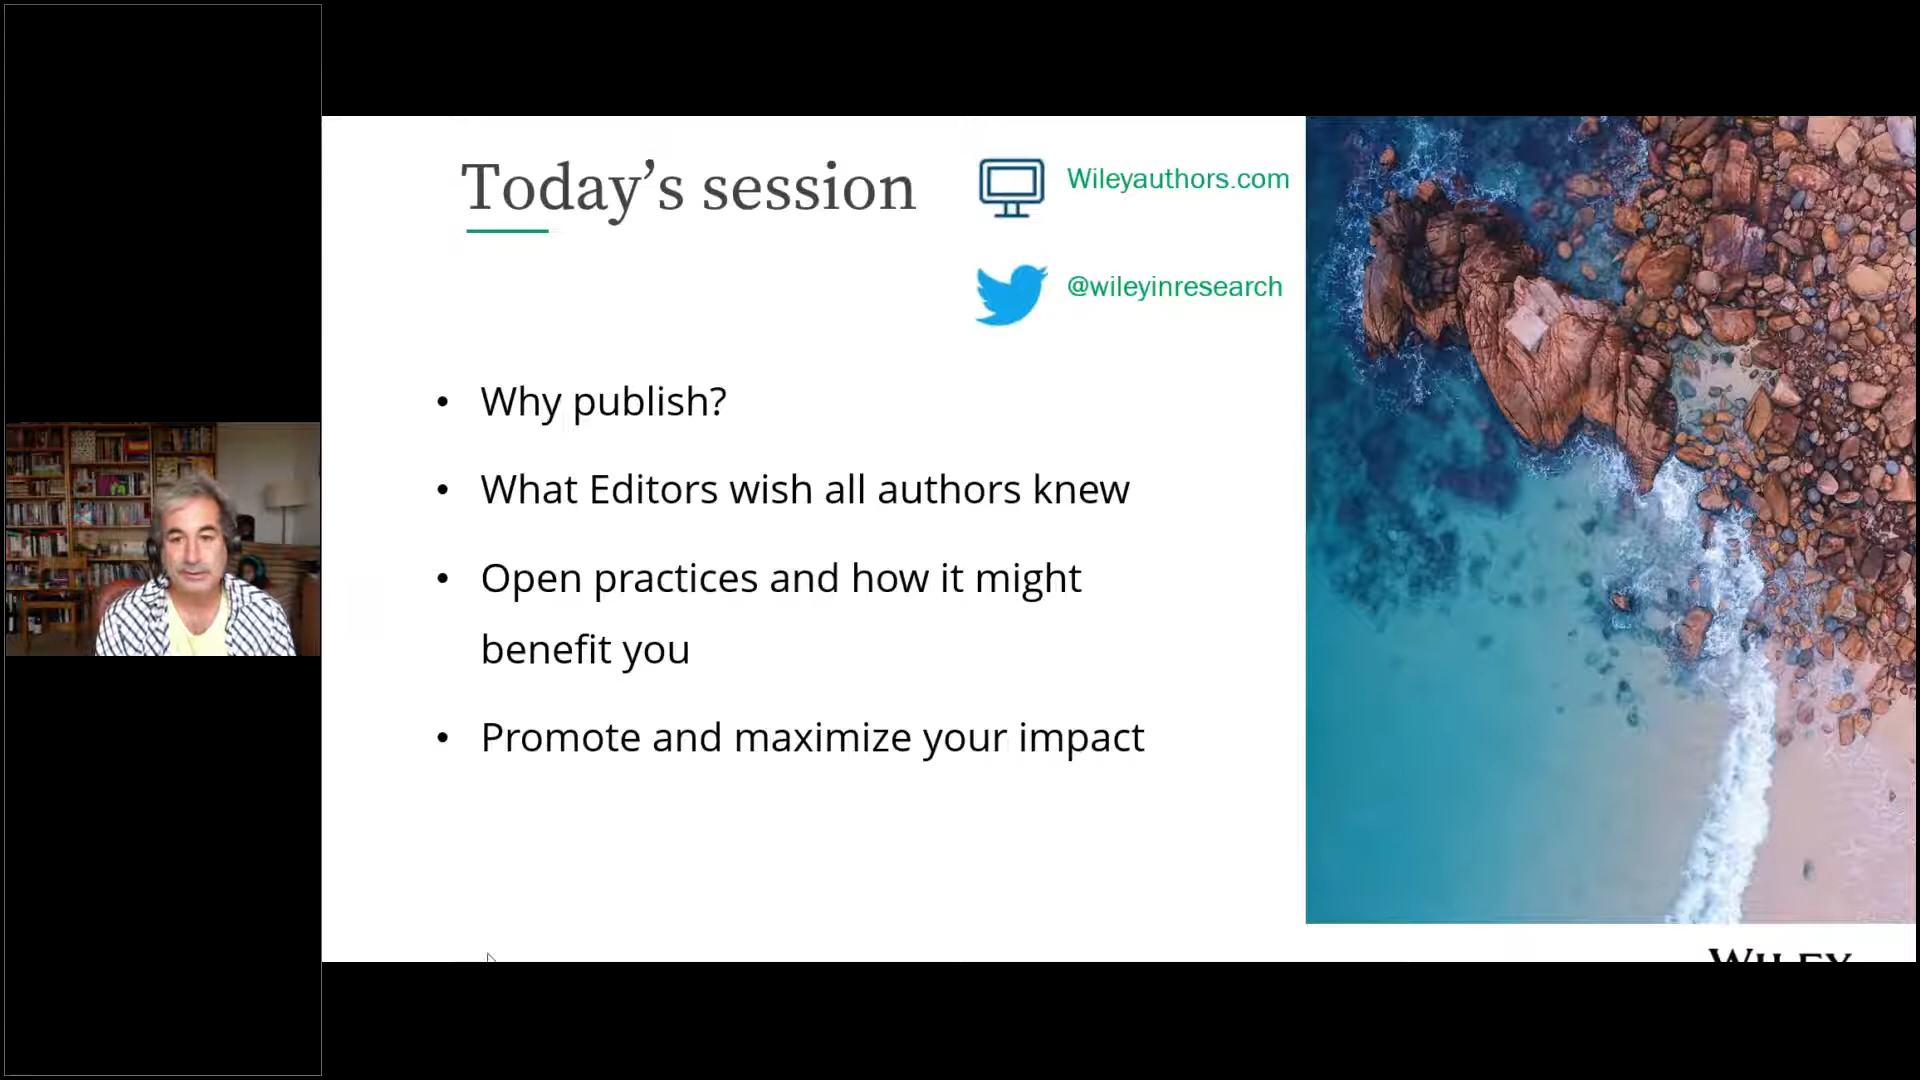 Today’s session
Wileyauthors.com
@wileyinresearch
• Why publish?
• What Editors wish all authors knew
• Open practices and how it might
benefit you
• Promote and maximize your impact
WILEY